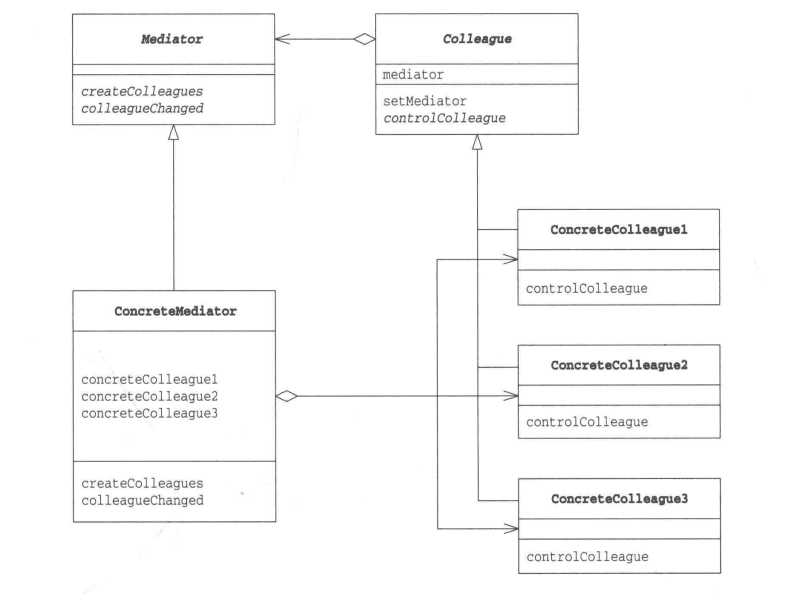 Mediator
createColleagues
colleagueChanged
Colleague
mediator
setMediator
controlColleague
ConcreteColleague1
controlColleague
ConcreteMediator
concreteColleague1
concreteColleague2
concreteColleague3
createColleagues
colleagueChanged
ConcreteColleague2
controlColleague
ConcreteColleague3
controlColleague